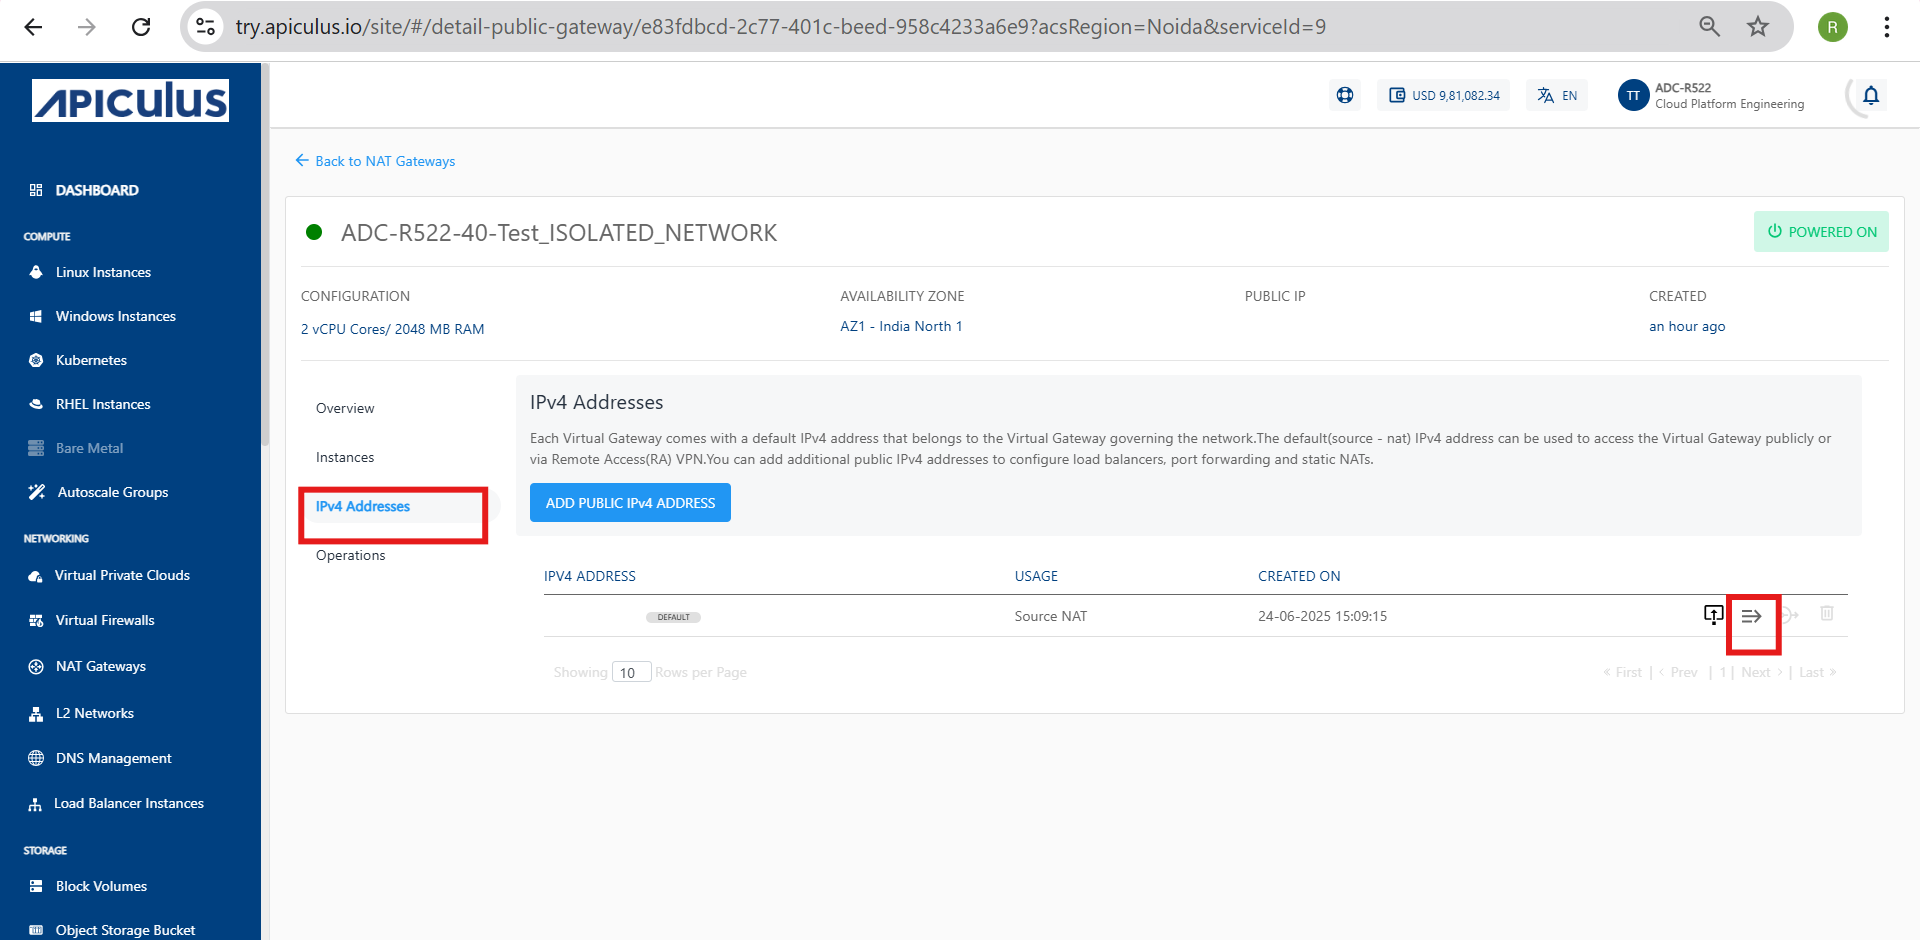 try.apiculus.io/site/#/detail-public-gateway/e83fdbcd-2c77-401c-beed-958c4233a6e9?acsRegion=Noida&serviceId=9
R
APICULUS
USD 9,81,082.34
EN
TT
ADC-R522
Cloud Platform Engineering
DASHBOARD
COMPUTE
Linux Instances
Windows Instances
Kubernetes
RHEL Instances
Bare Metal
Autoscale Groups
NETWORKING
Virtual Private Clouds
Virtual Firewalls
NAT Gateways
L2 Networks
DNS Management
Load Balancer Instances
STORAGE
Block Volumes
Object Storage Bucket
Back to NAT Gateways
ADC-R522-40-Test_ISOLATED_NETWORK
POWERED ON
CONFIGURATION
2 vCPU Cores/ 2048 MB RAM
AVAILABILITY ZONE
AZ1 - India North 1
PUBLIC IP
CREATED
an hour ago
Overview
Instances
IPv4 Addresses
Operations
IPv4 Addresses
Each Virtual Gateway comes with a default IPv4 address that belongs to the Virtual Gateway governing the network.The default(source - nat) IPv4 address can be used to access the Virtual Gateway publicly or
via Remote Access(RA) VPN.You can add additional public IPv4 addresses to configure load balancers, port forwarding and static NATs.
ADD PUBLIC IPv4 ADDRESS
IPV4 ADDRESS USAGE CREATED ON
DEFAULT Source NAT 24-06-2025 15:09:15
Showing 10 Rows per Page
« First | ‹ Prev | 1 | Next › | Last »